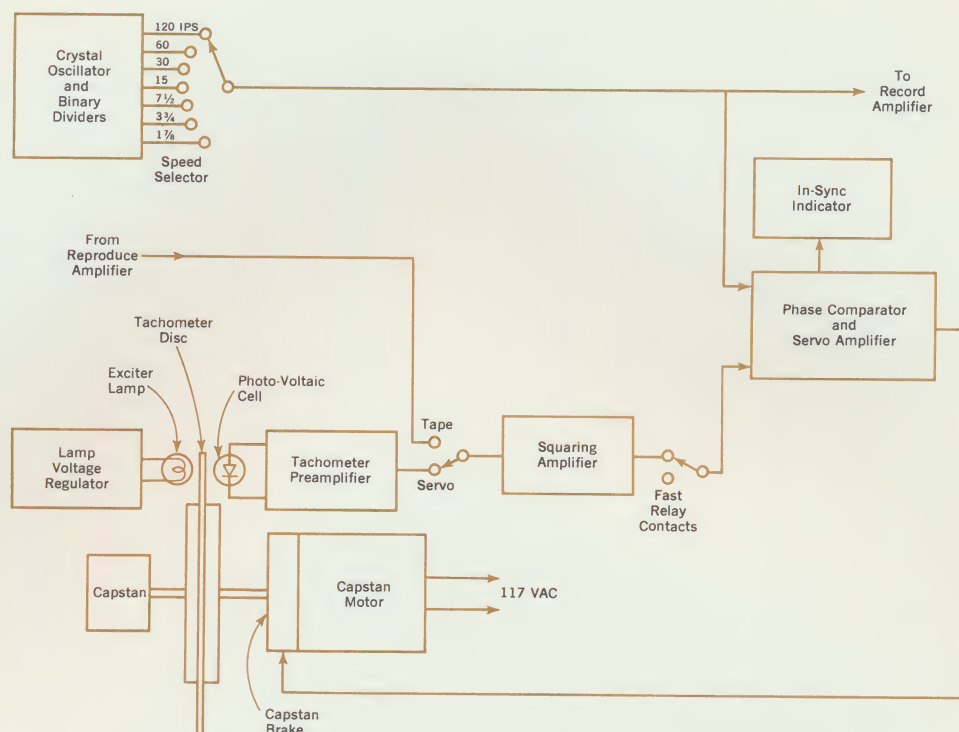 120 IPS
60
30
15
7½
3¾
1⅞
Crystal
Oscillator
and
Binary
Dividers
Speed
Selector
To
Record
Amplifier
In-Sync
Indicator
From
Reproduce
Amplifier
Phase Comparator
and
Servo Amplifier
Tachometer
Disc
Exciter
Lamp
Photo-Voltaic
Cell
Lamp
Voltage
Regulator
Tachometer
Preamplifier
Tape
Servo
Squaring
Amplifier
Fast
Relay
Contacts
Capstan
Capstan
Motor
117 VAC
Capstan
Brake